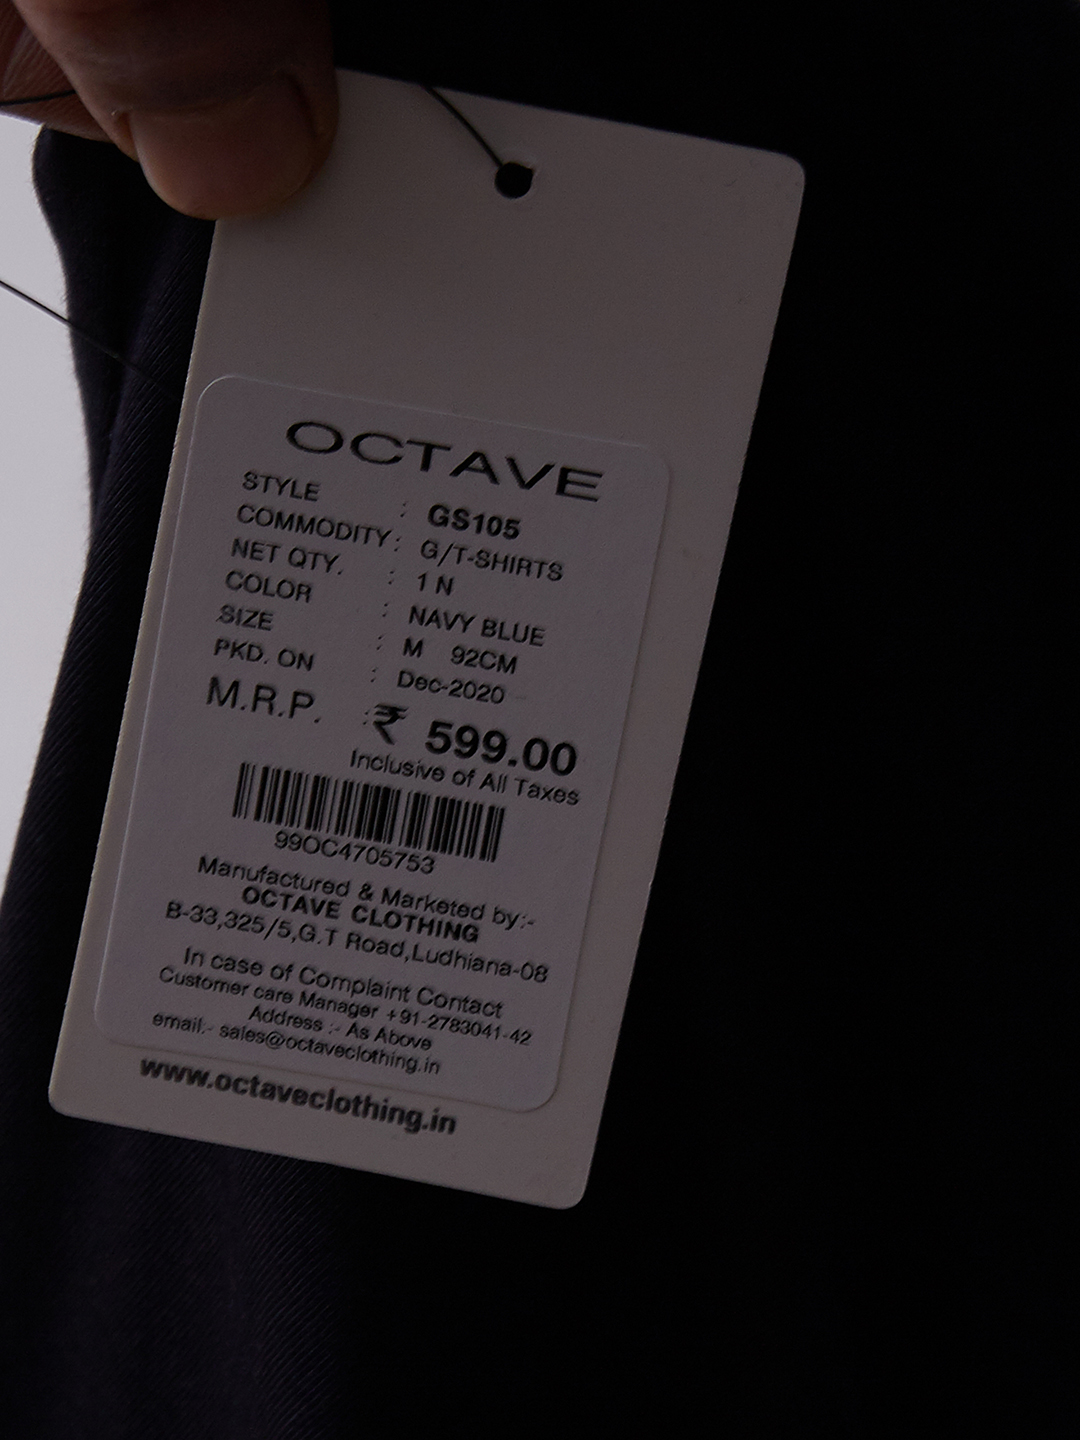 OCTAVE
STYLE : GS105
COMMODITY : G/T-SHIRTS
NET QTY. : 1 N
COLOR : NAVY BLUE
SIZE : M 92CM
PKD. ON : Dec-2020
M.R.P. :₹ 599.00
Inclusive of All Taxes
99OC4705753
Manufactured & Marketed by:-
OCTAVE CLOTHING
B-33,325/5,G.T Road,Ludhiana-08
In case of Complaint Contact
Customer care Manager +91-2783041-42
Address :- As Above
email:- sales@octaveclothing.in
www.octaveclothing.in